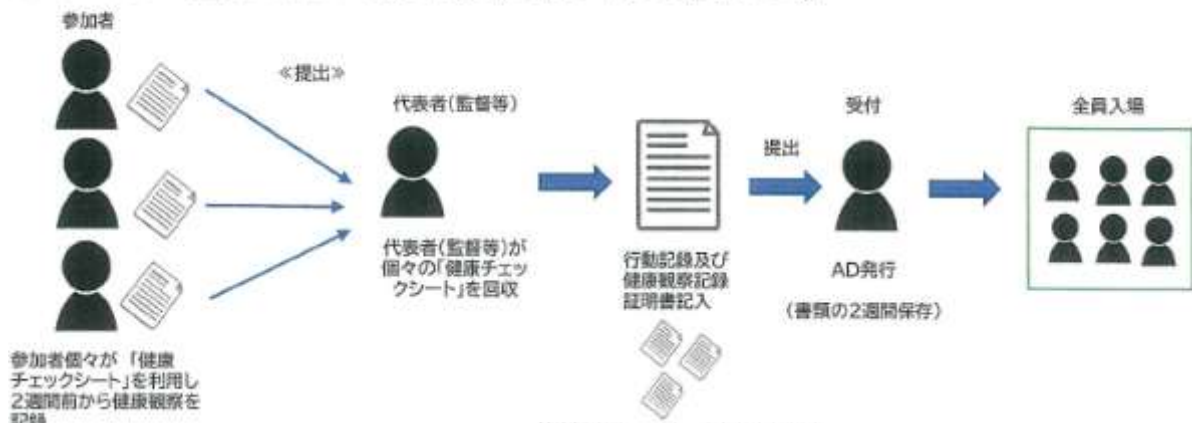 参加者
≪提出≫
代表者(監督等)
代表者(監督等)が
個々の「健康チェッ
クシート」を回収
提出
行動記録及び
健康観察記録
証明書記入
受付
AD発行
(書類の2週間保存)
全員入場
参加者個々が 「健康
チェックシート」を利用し
2週間前から健康観察を
記録